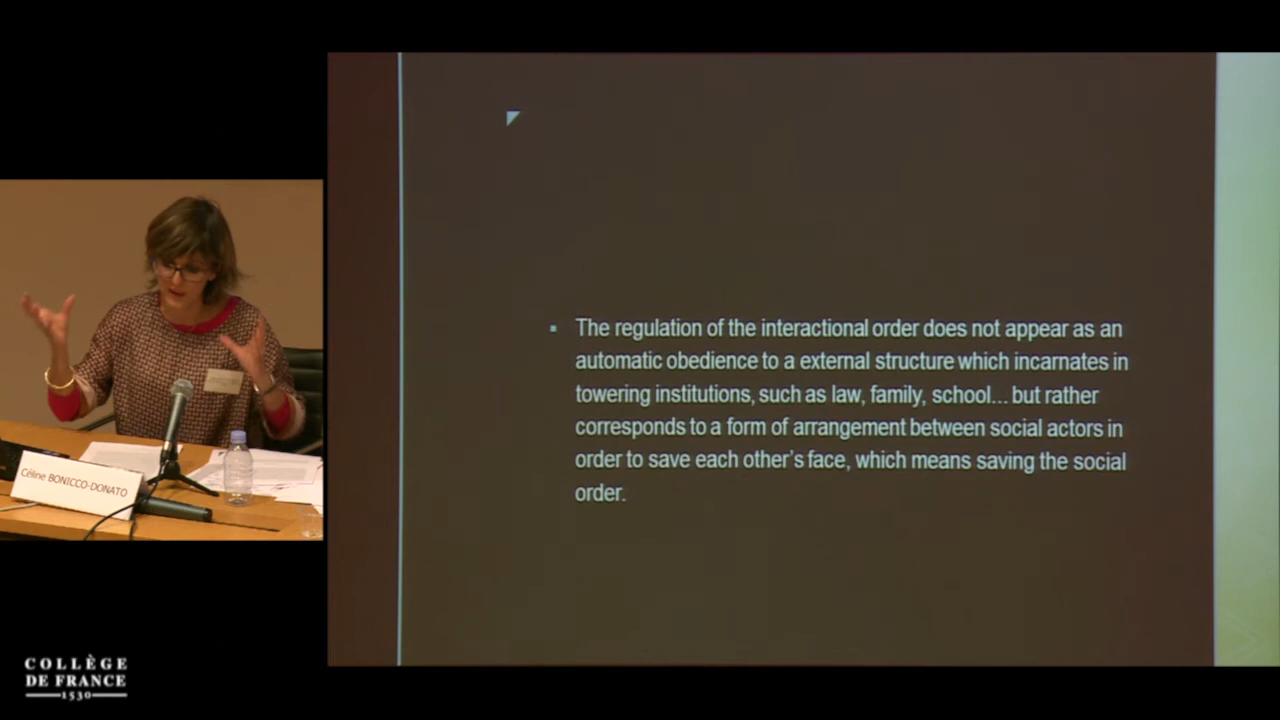 The regulation of the interactional order does not appear as an
automatic obedience to a external structure which incarnates in
towering institutions, such as law, family, school... but rather
corresponds to a form of arrangement between social actors in
order to save each other's face, which means saving the social
order.
Céline BONICCO-DONATO
COLLÈGE
DE FRANCE
1530